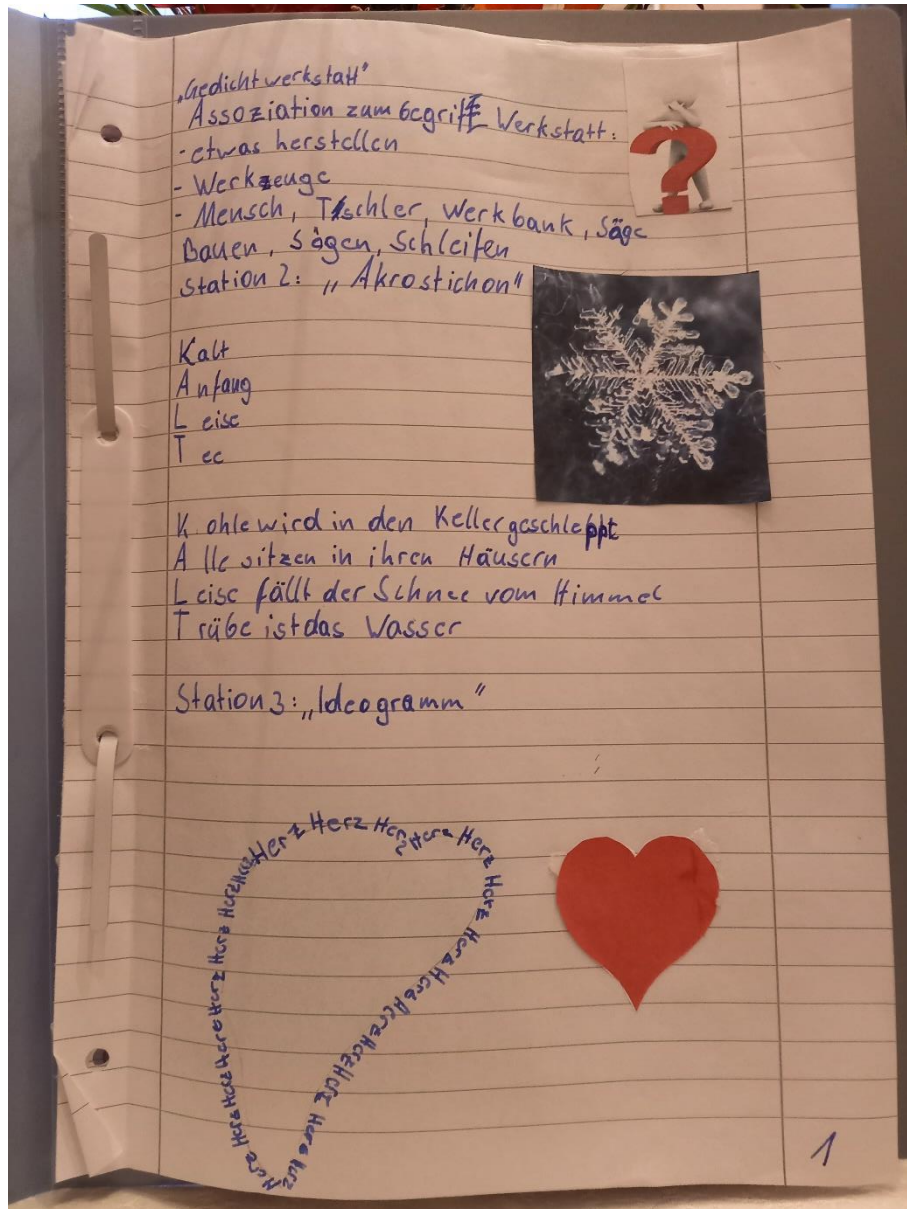 „Gedichtwerkstatt"
Assoziation zum begriff Werkstatt:
- etwas herstellen
- Werkzeuge
- Mensch, Tischler, Werkbank, Säge
Bauen, Sägen, Schleifen
Station 2: „Akrostichon"
Kalt
Anfang
Leise
Tee
Kohle wird in den Keller geschleppt
Alle sitzen in ihren Häusern
Leise fällt der Schnee vom Himmel
Trübe ist das Wasser
Station 3: „Ideogramm"
Herz Herz Herz Herz Herz Herz Herz Herz Herz Herz Herz Herz Herz Herz Herz Herz Herz Herz Herz Herz Herz Herz Herz
?
1